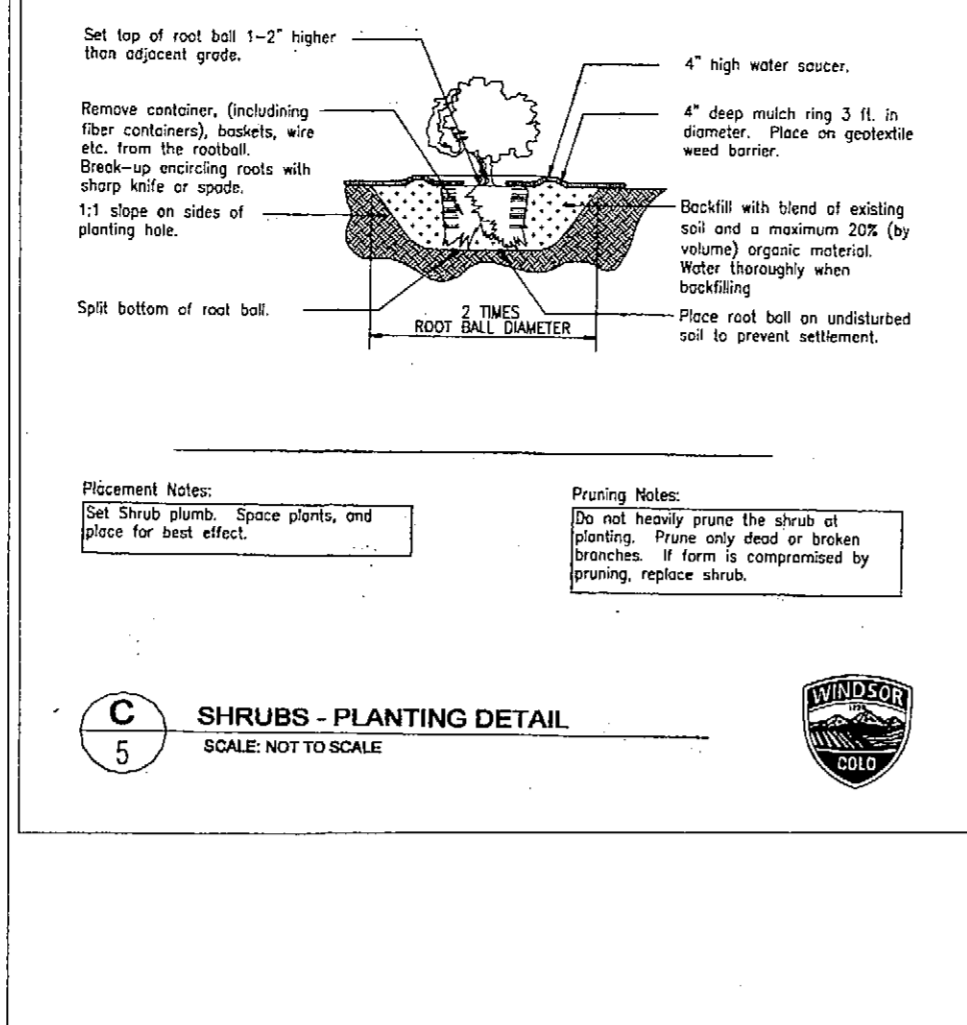 Set top of root ball 1-2" higher
than adjacent grade.
Remove container, (includining
fiber containers), baskets, wire
etc. from the rootball.
Break-up encircling roots with
sharp knife or spade.
1:1 slope on sides of
planting hole.
Split bottom of root ball.
4" high water saucer.
4" deep mulch ring 3 ft. in
diameter. Place on geotextile
weed barrier.
Backfill with blend of existing
soil and a maximum 20% (by
volume) organic material.
Water thoroughly when
backfilling
Place root ball on undisturbed
soil to prevent settlement.
2 TIMES
ROOT BALL DIAMETER
Placement Notes:
Set Shrub plumb. Space plants, and
place for best effect.
Pruning Notes:
Do not heavily prune the shrub at
planting. Prune only dead or broken
branches. If form is compromised by
pruning, replace shrub.
C
5
SHRUBS - PLANTING DETAIL
SCALE: NOT TO SCALE
WINDSOR
COLO